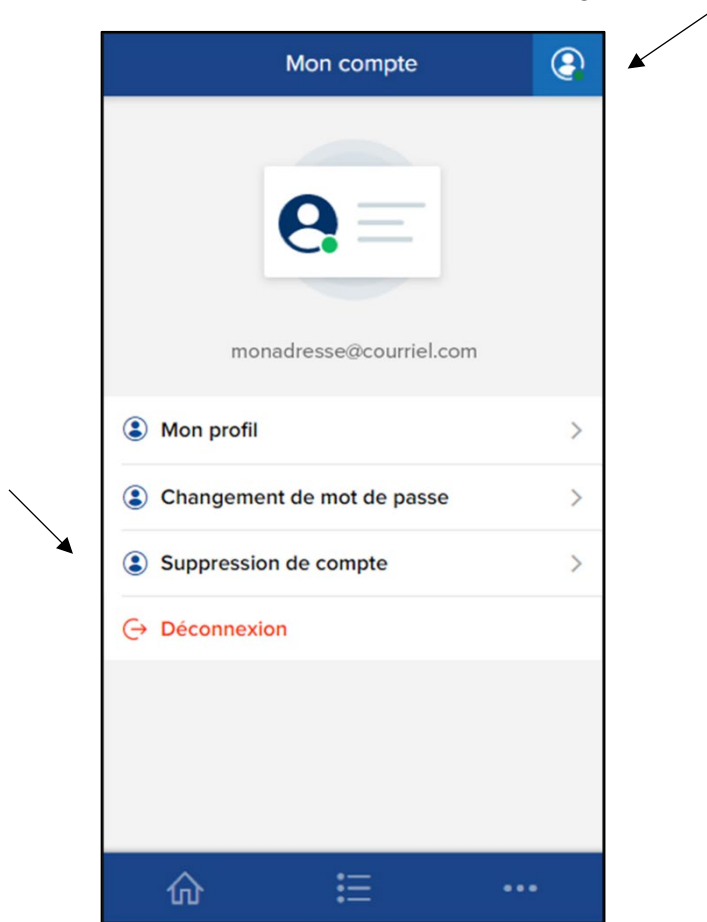 Mon compte
monadresse@courriel.com
Mon profil
Changement de mot de passe
Suppression de compte
Déconnexion